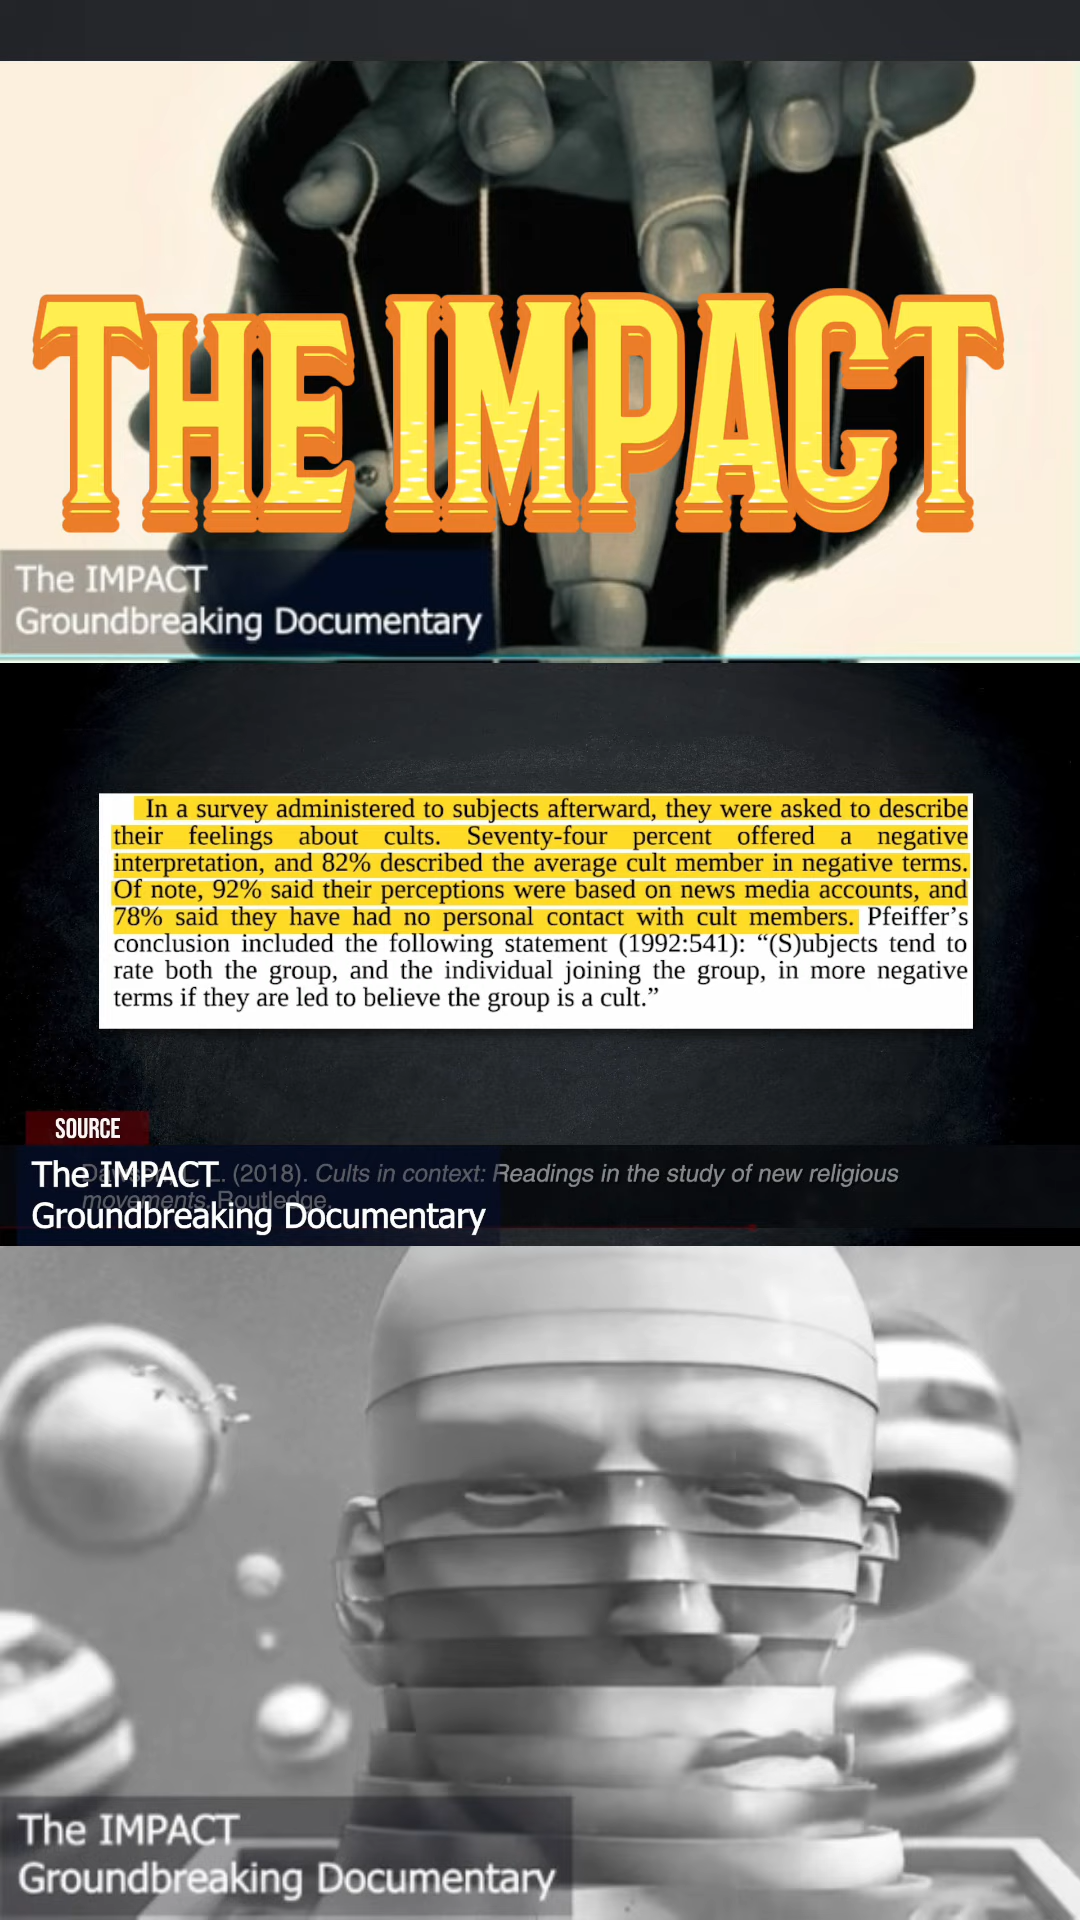 THE IMPACT
The IMPACT
Groundbreaking Documentary
In a survey administered to subjects afterward, they were asked to describe
their feelings about cults. Seventy-four percent offered a negative
interpretation, and 82% described the average cult member in negative terms.
Of note, 92% said their perceptions were based on news media accounts, and
78% said they have had no personal contact with cult members. Pfeiffer’s
conclusion included the following statement (1992:541): “(S)ubjects tend to
rate both the group, and the individual joining the group, in more negative
terms if they are led to believe the group is a cult.”
SOURCE
(2018). Cults in context: Readings in the study of new religious
movements. Routledge.
The IMPACT
Groundbreaking Documentary
The IMPACT
Groundbreaking Documentary